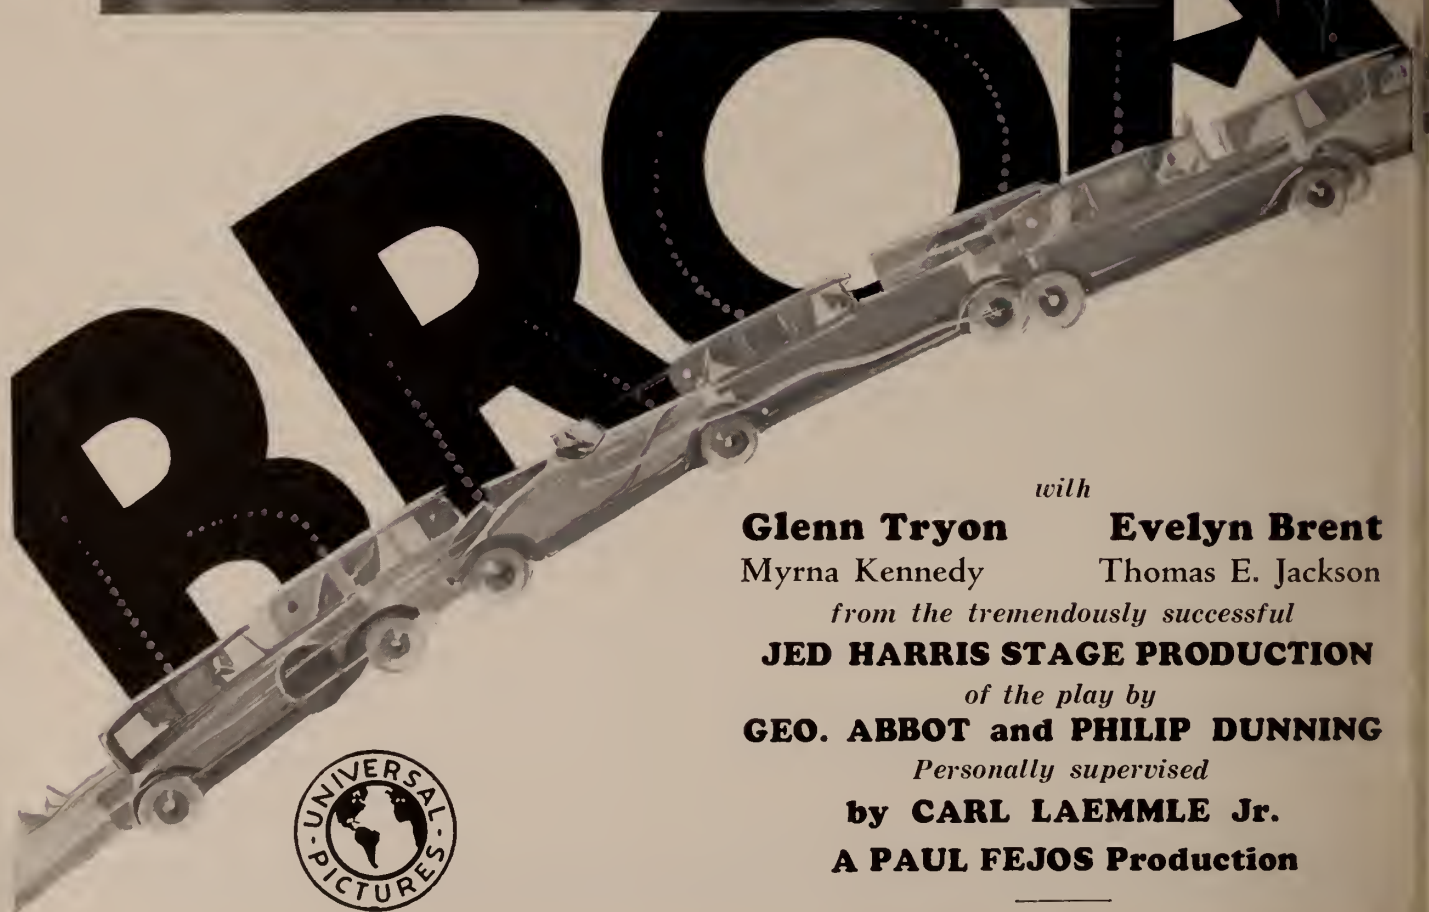 BRO
with
Glenn Tryon Evelyn Brent
Myrna Kennedy Thomas E. Jackson
from the tremendously successful
JED HARRIS STAGE PRODUCTION
of the play by
GEO. ABBOT and PHILIP DUNNING
Personally supervised
by CARL LAEMMLE Jr.
A PAUL FEJOS Production
UNIVERSAL
PICTURES